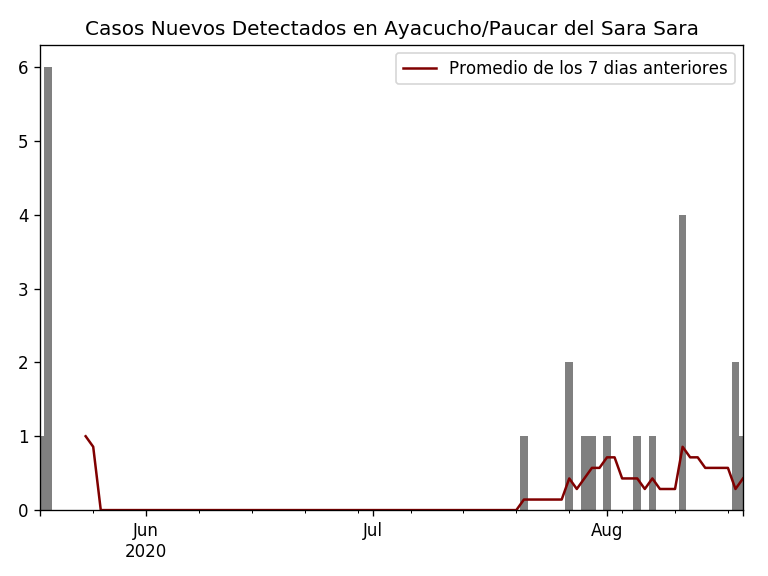 Casos Nuevos Detectados en Ayacucho/Paucar del Sara Sara
Promedio de los 7 dias anteriores
6
5
4
3
2
1
0
Jun
2020
Jul
Aug